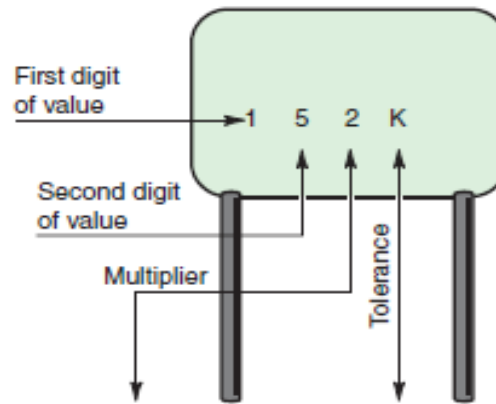 First digit
of value
1 5 2 K
Second digit
of value
Multiplier
Tolerance